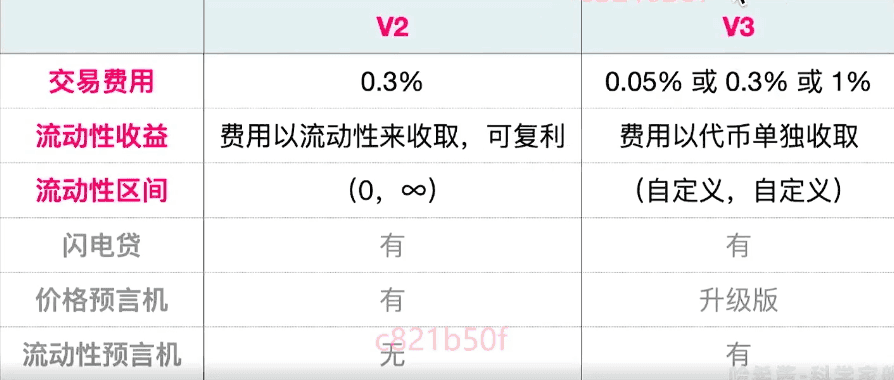 V2 V3
交易费用 0.3% 0.05% 或 0.3% 或 1%
流动性收益 费用以流动性来收取，可复利 费用以代币单独收取
流动性区间 （0，∞） （自定义，自定义）
闪电贷 有 有
价格预言机 有 升级版
c821b50f
流动性预言机 无 有